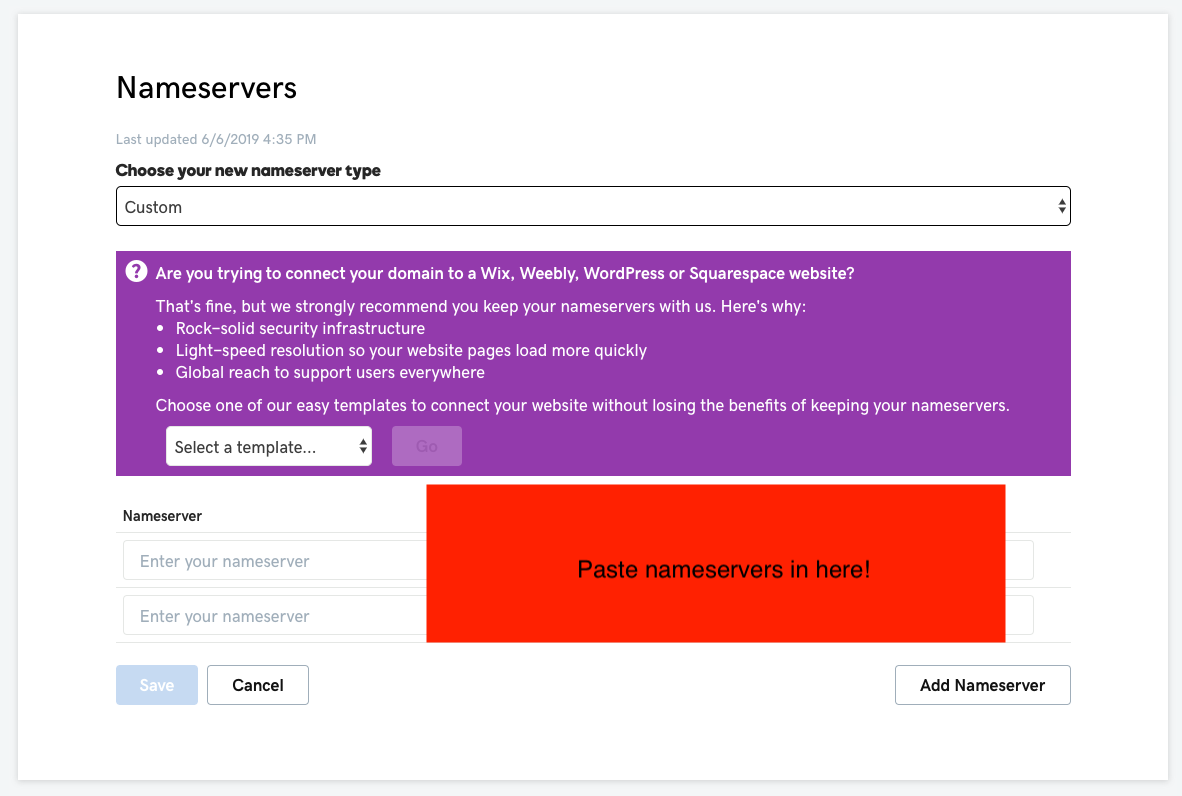 Nameservers
Last updated 6/6/2019 4:35 PM
Choose your new nameserver type
Custom
? Are you trying to connect your domain to a Wix, Weebly, WordPress or Squarespace website?
That's fine, but we strongly recommend you keep your nameservers with us. Here's why:
• Rock-solid security infrastructure
• Light-speed resolution so your website pages load more quickly
• Global reach to support users everywhere
Choose one of our easy templates to connect your website without losing the benefits of keeping your nameservers.
Select a template... Go
Nameserver
Enter your nameserver
Paste nameservers in here!
Enter your nameserver
Save Cancel Add Nameserver